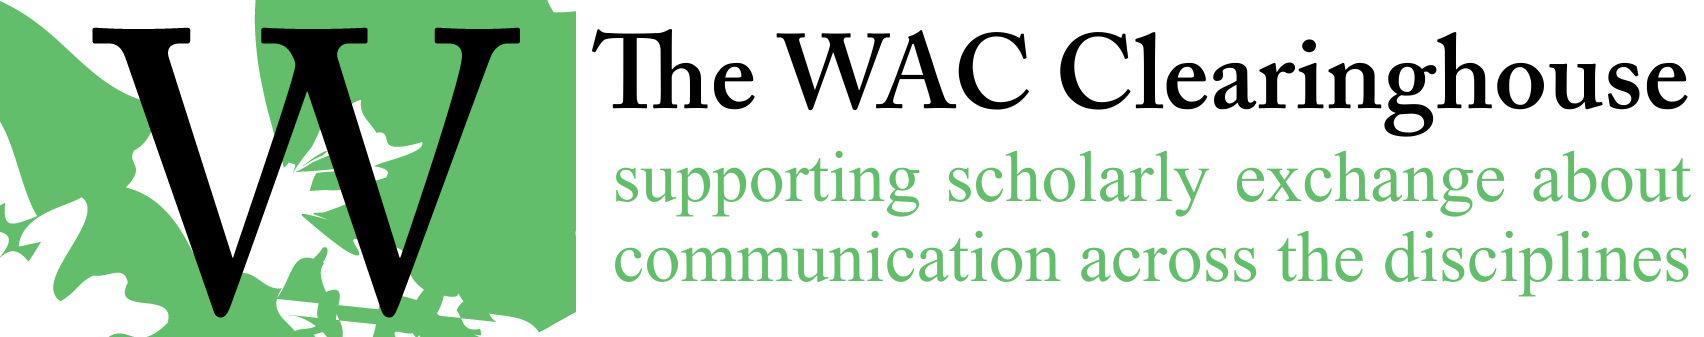 W
The WAC Clearinghouse
supporting scholarly exchange about
communication across the disciplines